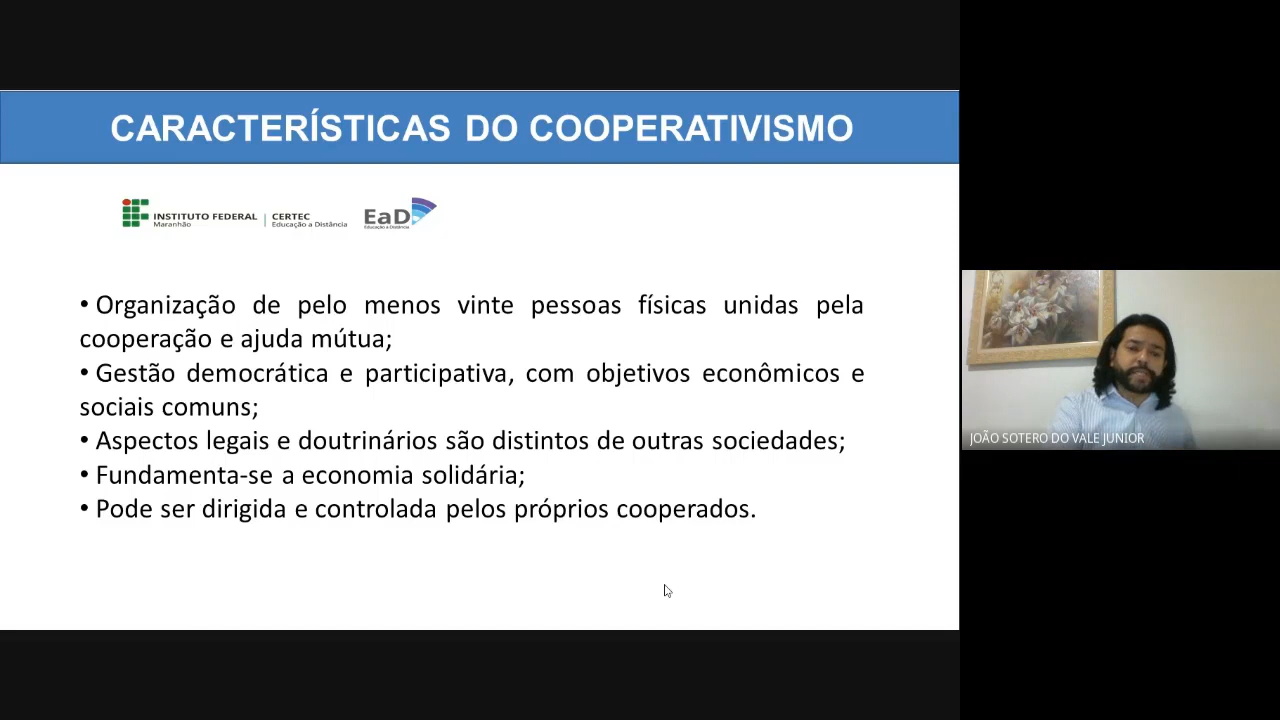 CARACTERÍSTICAS DO COOPERATIVISMO
INSTITUTO FEDERAL
Maranhão
CERTEC
Educação a Distância
EaD
Educação a Distância
• Organização de pelo menos vinte pessoas físicas unidas pela
cooperação e ajuda mútua;
• Gestão democrática e participativa, com objetivos econômicos e
sociais comuns;
• Aspectos legais e doutrinários são distintos de outras sociedades;
• Fundamenta-se a economia solidária;
• Pode ser dirigida e controlada pelos próprios cooperados.
JOÃO SOTERO DO VALE JUNIOR